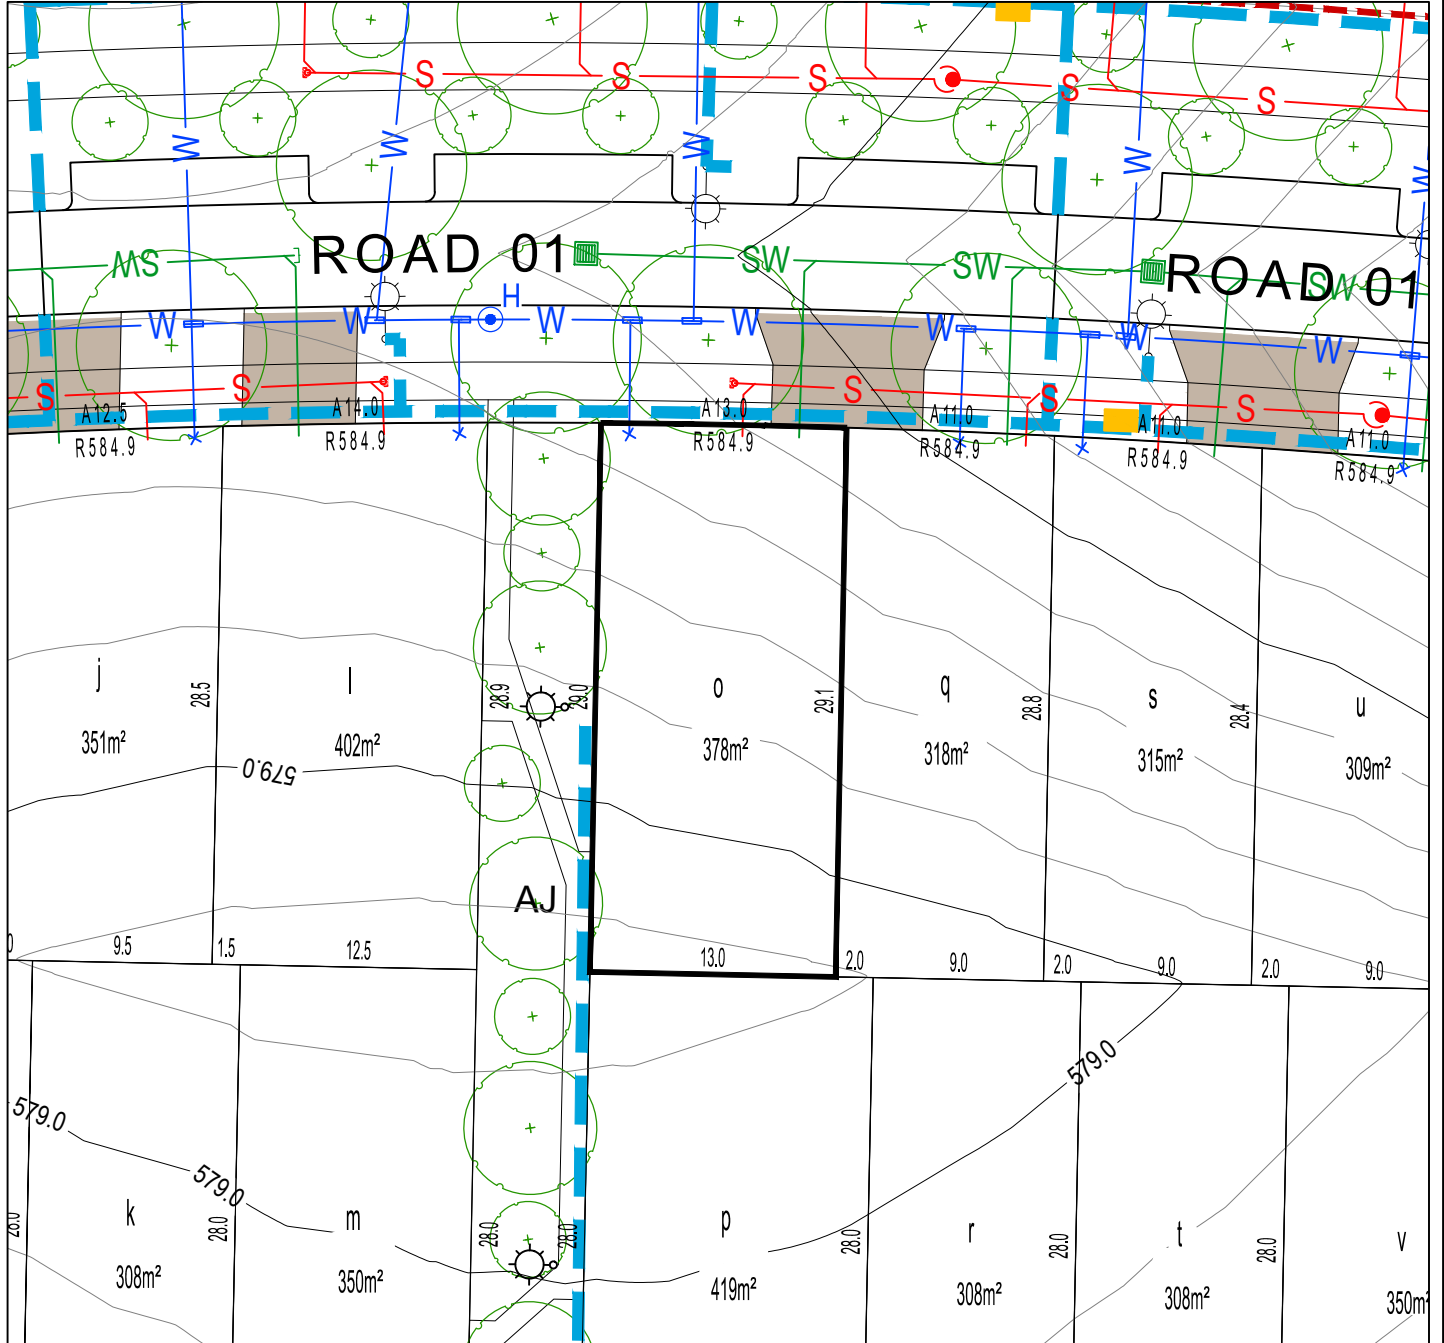 S S S S S
W W W W W
ROAD 01 SW SW SW ROAD 01 SW
H
W W W W W W W
S S S S S
A12.5 A14.0 A13.0 A11.0 A11.0 A11.0
R584.9 R584.9 R584.9 R584.9 R584.9 R584.9
j l o q s u
28.5 28.9 29.0 29.1 28.8 28.4
351m² 402m² 378m² 318m² 315m² 309m²
579.0
AJ
0 9.5 1.5 12.5 13.0 2.0 9.0 2.0 9.0 2.0 9.0
579.0
579.0
579.0
k m p r t v
28.0 28.0 28.0 28.0 28.0 28.0 28.0
308m² 350m² 419m² 308m² 308m² 350m²